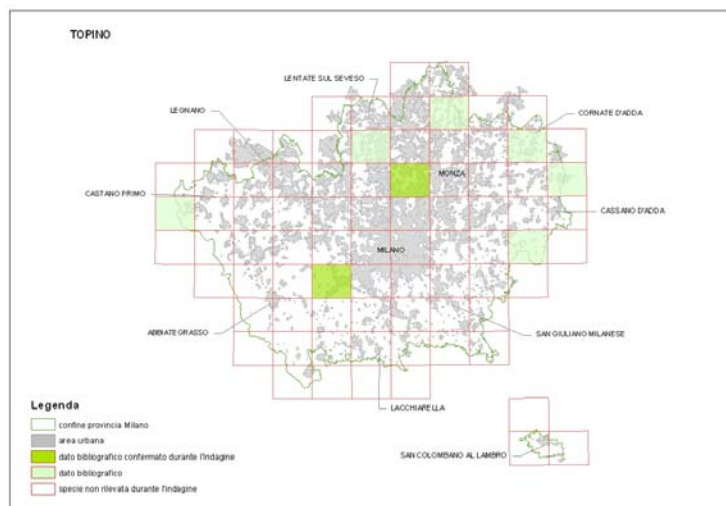 TOPINO
LENTATE SUL SEVESO
LEGNANO
CORNATE D'ADDA
CASTANO PRIMO
MONZA
CASSANO D'ADDA
MILANO
ABBIATEGRASSO
SAN GIULIANO MILANESE
LACCHIARELLA
SAN COLOMBANO AL LAMBRO
Legenda
confine provincia Milano
area urbana
dato bibliografico confermato durante l'indagine
dato bibliografico
specie non rilevata durante l'indagine